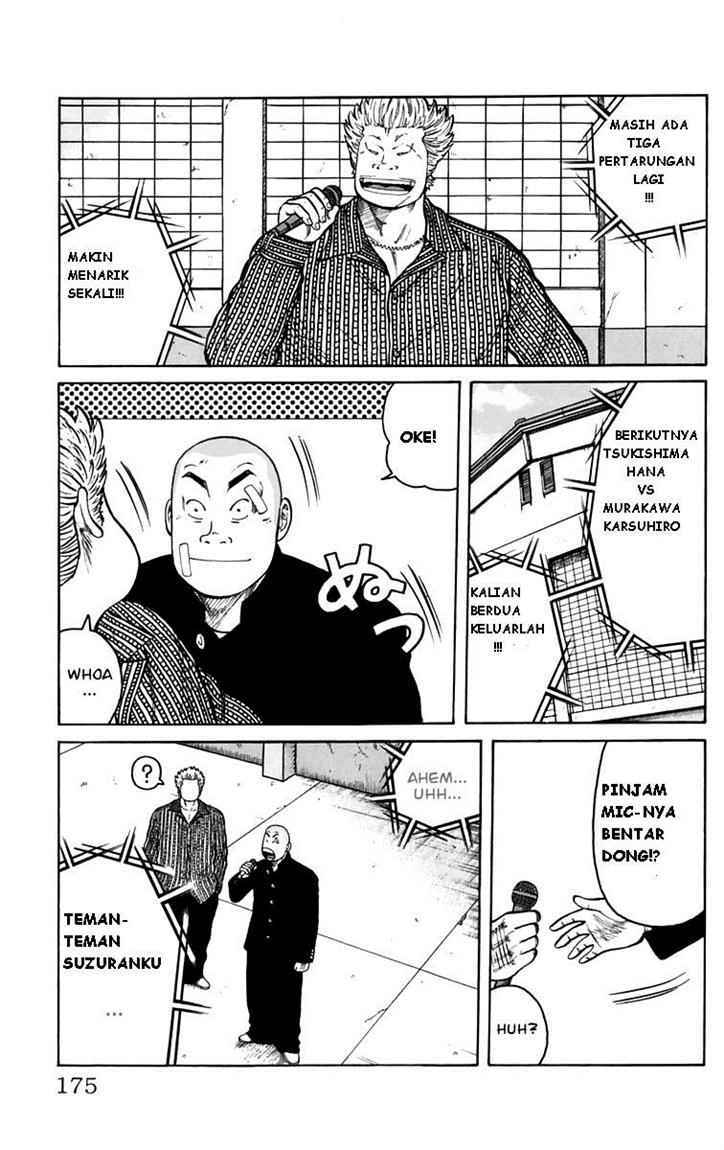 MASIH ADA
TIGA
PERTARUNGAN
LAGI
!!!
MAKIN
MENARIK
SEKALI!!!
BERIKUTNYA
TSUKISHIMA
HANA
VS
MURAKAWA
KARSUHIRO
KALIAN
BERDUA
KELUARLAH
!!!
OKE!
ぬっ
WHOA
...
PINJAM
MIC-NYA
BENTAR
DONG!?
HUH?
AHEM...
UHH...
?
TEMAN-
TEMAN
SUZURANKU
...
175